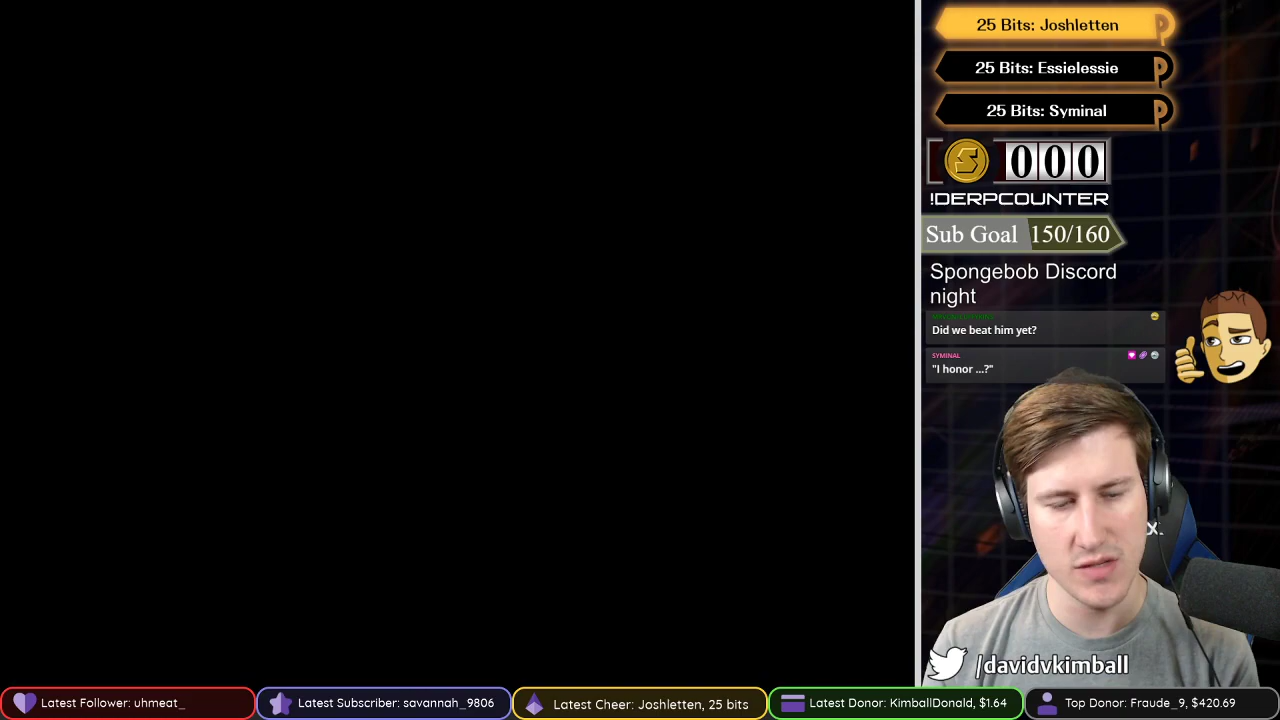 25 Bits: Joshletten
25 Bits: Essielessie
25 Bits: Syminal
000
!DERPCOUNTER
Sub Goal 150/160
Spongebob Discord
night
Did we beat him yet?
SYMINAL
"I honor ...?"
/davidvkimball
Latest Follower: uhmeat_
Latest Subscriber: savannah_9806
Latest Cheer: Joshletten, 25 bits
Latest Donor: KimballDonald, $1.64
Top Donor: Fraude_9, $420.69